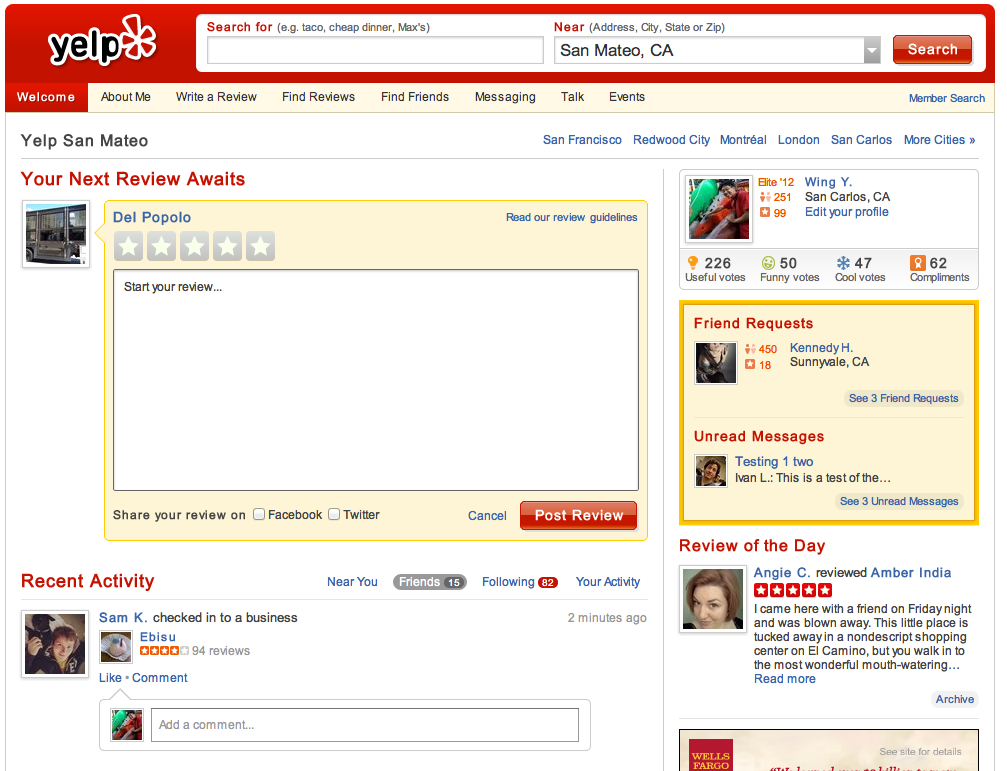 yelp
Search for (e.g. taco, cheap dinner, Max's)
Near (Address, City, State or Zip)
San Mateo, CA
Search
Welcome About Me Write a Review Find Reviews Find Friends Messaging Talk Events Member Search
Yelp San Mateo
San Francisco Redwood City Montréal London San Carlos More Cities »
Your Next Review Awaits
Del Popolo
Read our review guidelines
Start your review...
Share your review on Facebook Twitter
Cancel
Post Review
Recent Activity
Near You Friends 15 Following 82 Your Activity
Sam K. checked in to a business
2 minutes ago
Ebisu
94 reviews
Like • Comment
Add a comment...
Elite '12
251
99
Wing Y.
San Carlos, CA
Edit your profile
226 50 47 62
Useful votes Funny votes Cool votes Compliments
Friend Requests
450
18
Kennedy H.
Sunnyvale, CA
See 3 Friend Requests
Unread Messages
Testing 1 two
Ivan L.: This is a test of the...
See 3 Unread Messages
Review of the Day
Angie C. reviewed Amber India
I came here with a friend on Friday night
and was blown away. This little place is
tucked away in a nondescript shopping
center on El Camino, but you walk in to
the most wonderful mouth-watering...
Read more
Archive
WELLS
FARGO
See site for details